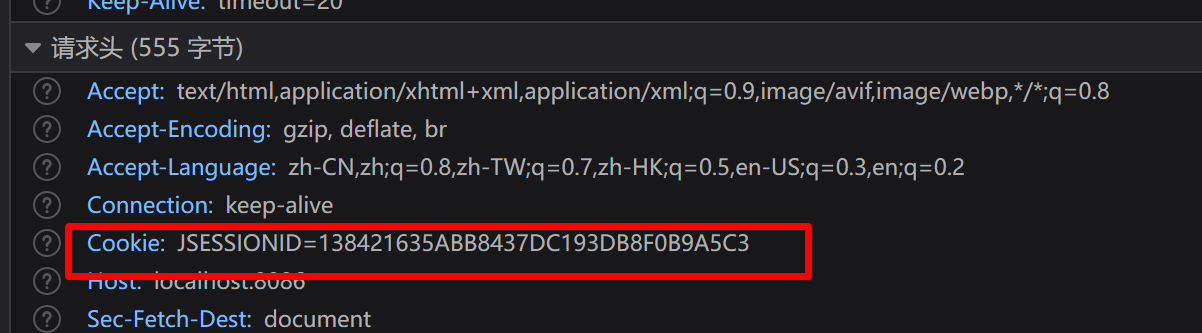 Keep-Alive: timeout=20
请求头 (555 字节)
Accept: text/html,application/xhtml+xml,application/xml;q=0.9,image/avif,image/webp,*/*;q=0.8
Accept-Encoding: gzip, deflate, br
Accept-Language: zh-CN,zh;q=0.8,zh-TW;q=0.7,zh-HK;q=0.5,en-US;q=0.3,en;q=0.2
Connection: keep-alive
Cookie: JSESSIONID=138421635ABB8437DC193DB8F0B9A5C3
Host: localhost:8086
Sec-Fetch-Dest: document